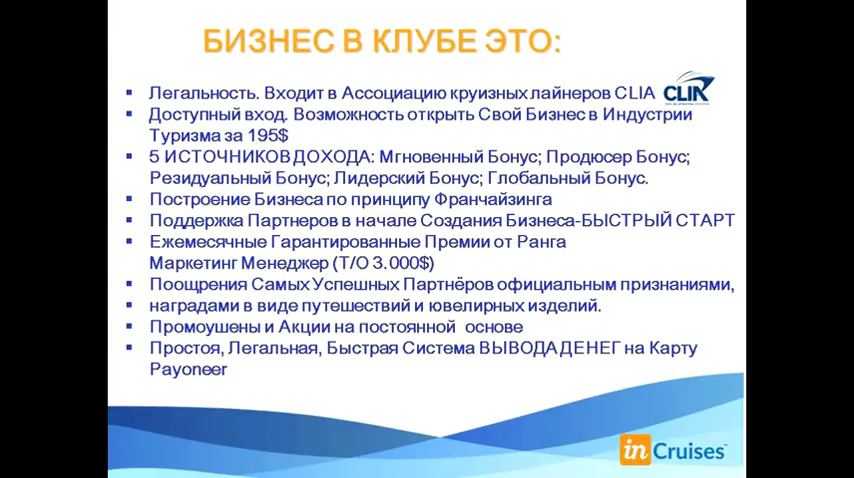 БИЗНЕС В КЛУБЕ ЭТО:
▪ Легальность. Входит в Ассоциацию круизных лайнеров CLIA
CLIA
▪ Доступный вход. Возможность открыть Свой Бизнес в Индустрии
Туризма за 195$
▪ 5 ИСТОЧНИКОВ ДОХОДА: Мгновенный Бонус; Продюсер Бонус;
Резидуальный Бонус; Лидерский Бонус; Глобальный Бонус.
▪ Построение Бизнеса по принципу Франчайзинга
▪ Поддержка Партнеров в начале Создания Бизнеса-БЫСТРЫЙ СТАРТ
▪ Ежемесячные Гарантированные Премии от Ранга
Маркетинг Менеджер (Т/О 3.000$)
▪ Поощрения Самых Успешных Партнёров официальным признаниями,
▪ наградами в виде путешествий и ювелирных изделий.
▪ Промоушены и Акции на постоянной основе
▪ Простая, Легальная, Быстрая Система ВЫВОДА ДЕНЕГ на Карту
Payoneer
in Cruises